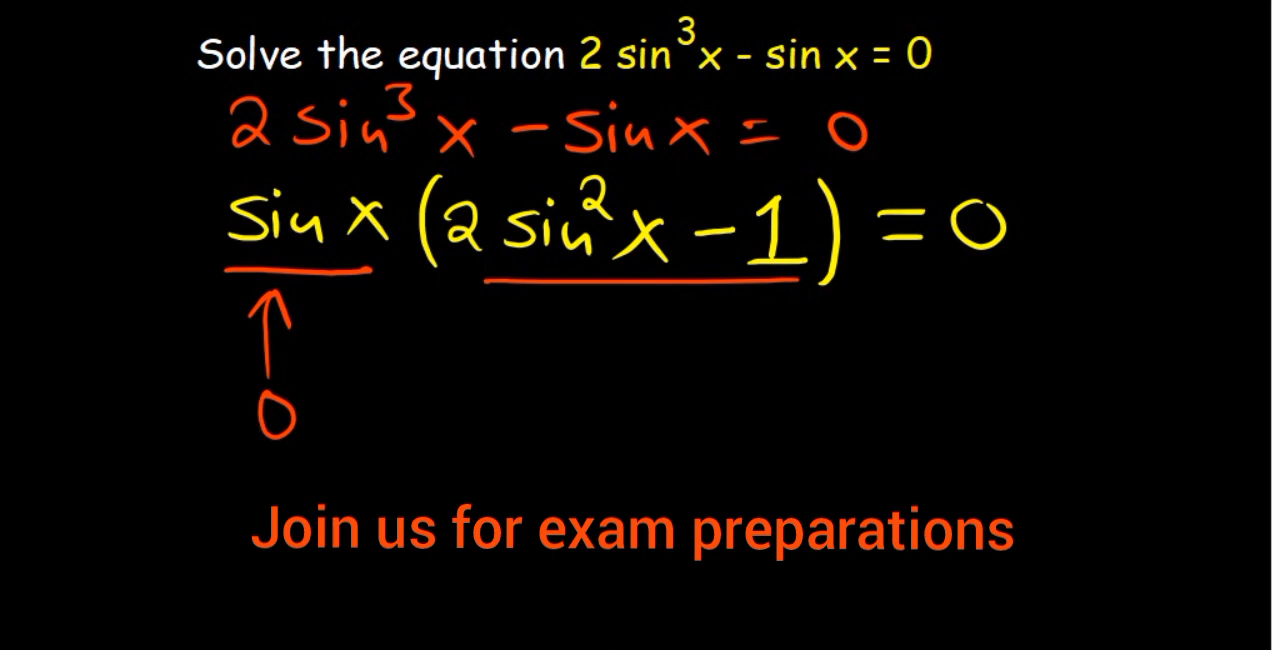 Solve the equation 2 sin³x - sin x = 0
2 sin³ x - sin x = 0
sin x (2 sin²x - 1) = 0
0
Join us for exam preparations